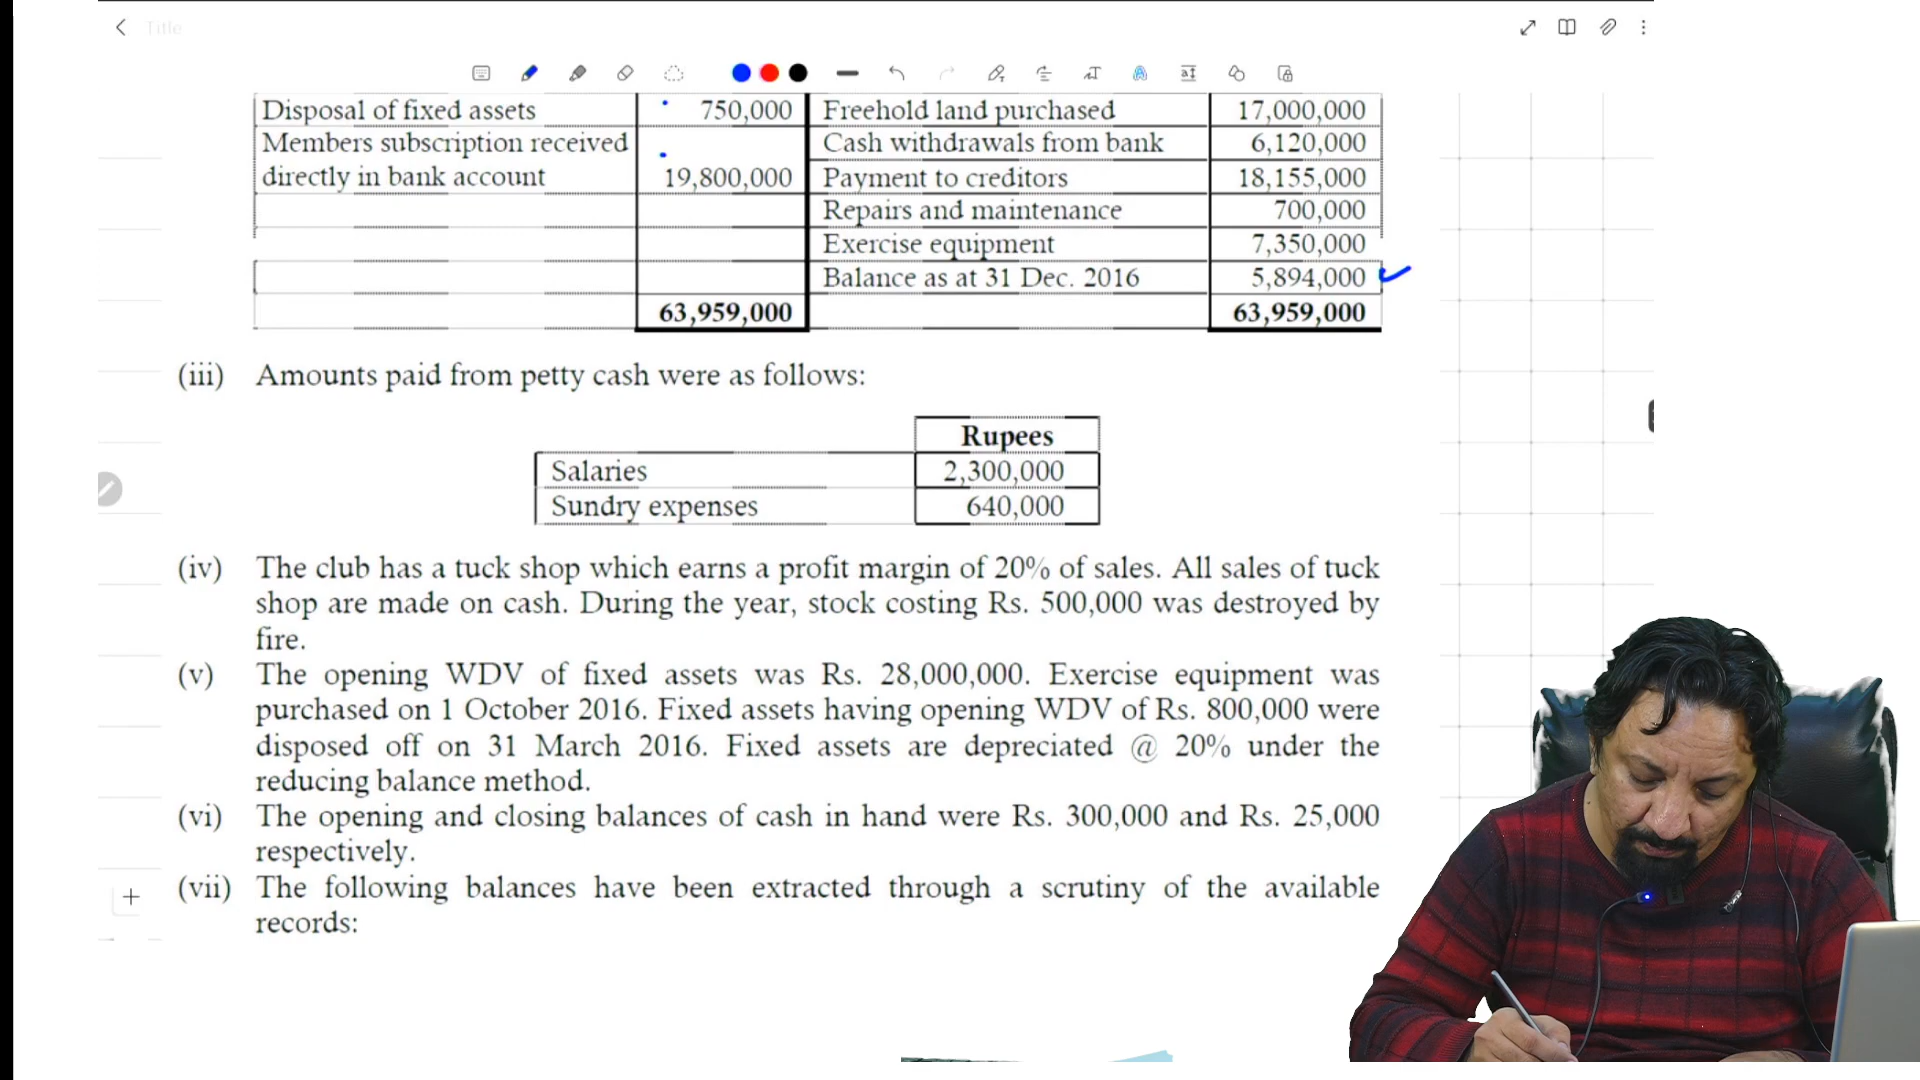 Title
Disposal of fixed assets 750,000 Freehold land purchased 17,000,000
Members subscription received Cash withdrawals from bank 6,120,000
directly in bank account 19,800,000 Payment to creditors 18,155,000
Repairs and maintenance 700,000
Exercise equipment 7,350,000
Balance as at 31 Dec. 2016 5,894,000
63,959,000 63,959,000
(iii) Amounts paid from petty cash were as follows:
Rupees
Salaries 2,300,000
Sundry expenses 640,000
(iv) The club has a tuck shop which earns a profit margin of 20% of sales. All sales of tuck
shop are made on cash. During the year, stock costing Rs. 500,000 was destroyed by
fire.
(v) The opening WDV of fixed assets was Rs. 28,000,000. Exercise equipment was
purchased on 1 October 2016. Fixed assets having opening WDV of Rs. 800,000 were
disposed off on 31 March 2016. Fixed assets are depreciated @ 20% under the
reducing balance method.
(vi) The opening and closing balances of cash in hand were Rs. 300,000 and Rs. 25,000
respectively.
(vii) The following balances have been extracted through a scrutiny of the available
records: